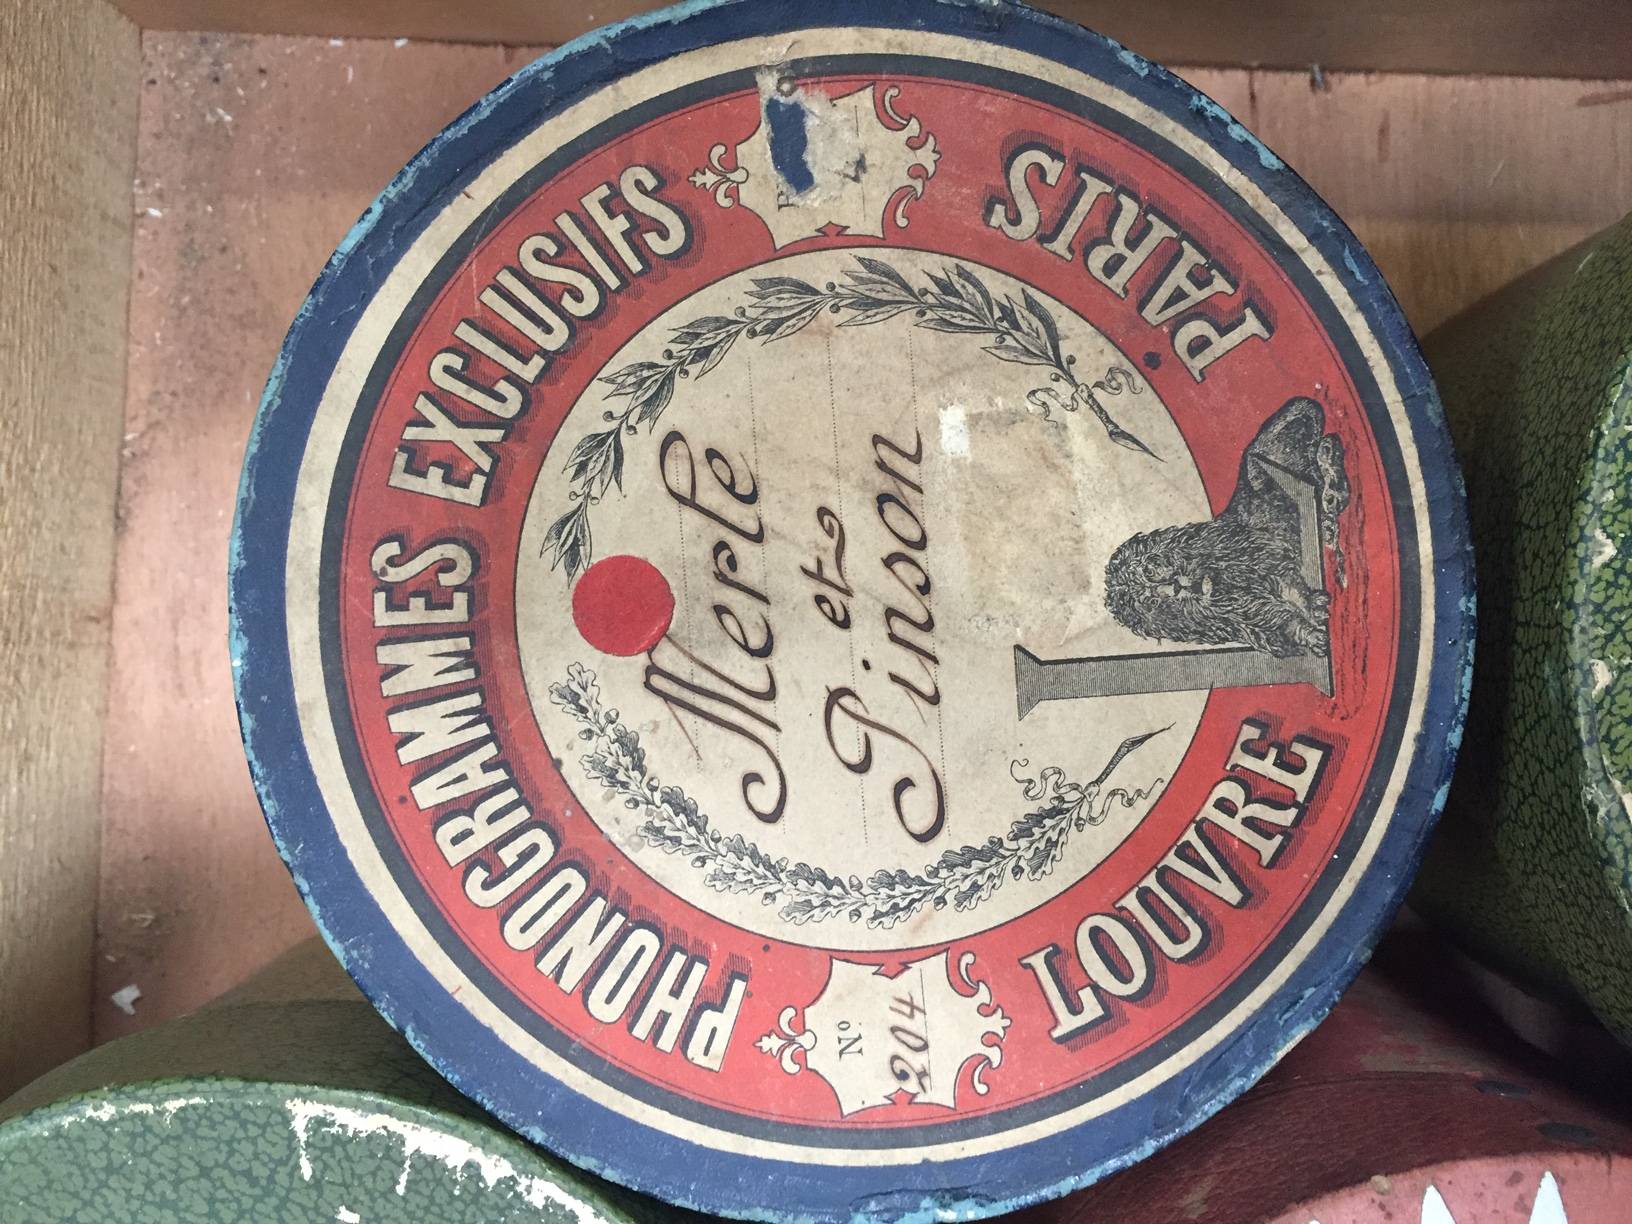 PHONOGRAMMES EXCLUSIFS
Nº
204
Merle
et
Pinson
LOUVRE PARIS